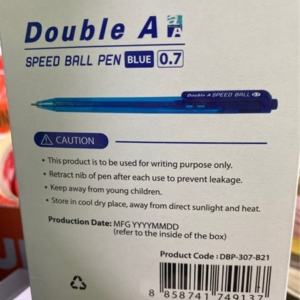 Double A
SPEED BALL PEN BLUE 0.7
Double A SPEED BALL
CAUTION
• This product is to be used for writing purpose only.
• Retract nib of pen after each use to prevent leakage.
• Keep away from young children.
• Store in cool dry place, away from direct sunlight and heat.
Production Date: MFG YYYYMMDD
(refer to the inside of the box)
Product Code : DBP-307-B21
8 858741 749137